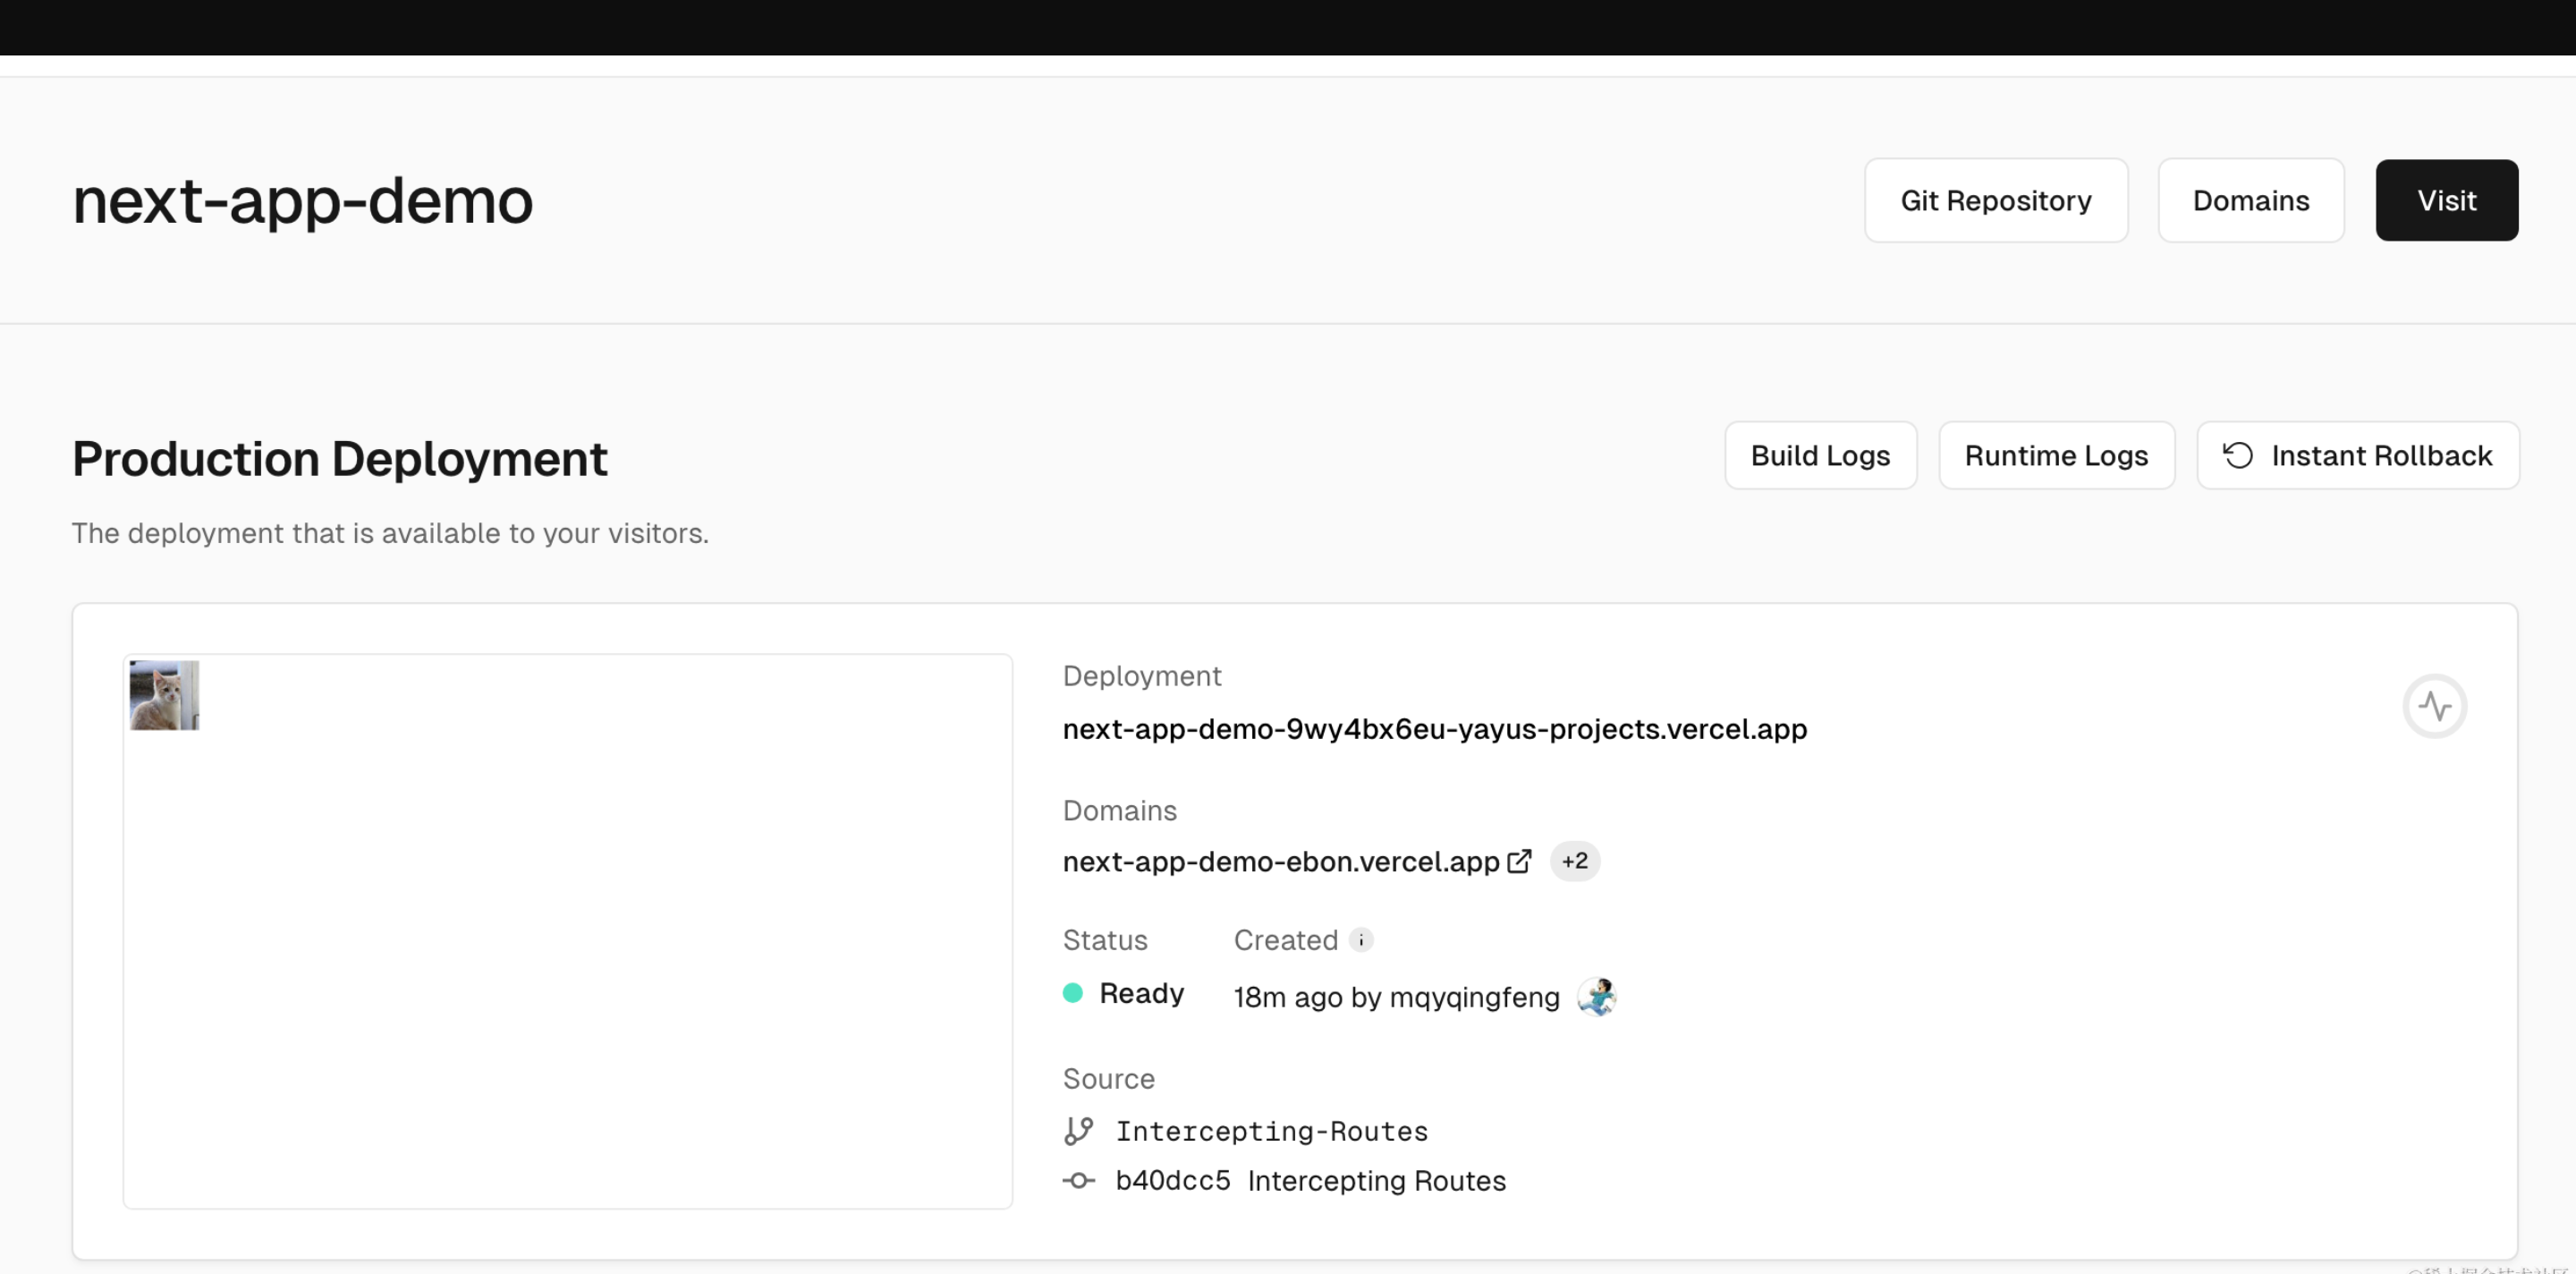 next-app-demo
Git Repository
Domains
Visit
Production Deployment
Build Logs
Runtime Logs
Instant Rollback
The deployment that is available to your visitors.
Deployment
next-app-demo-9wy4bx6eu-yayus-projects.vercel.app
Domains
next-app-demo-ebon.vercel.app
+2
Status
Created
Ready
18m ago by mqyqingfeng
Source
Intercepting-Routes
b40dcc5 Intercepting Routes